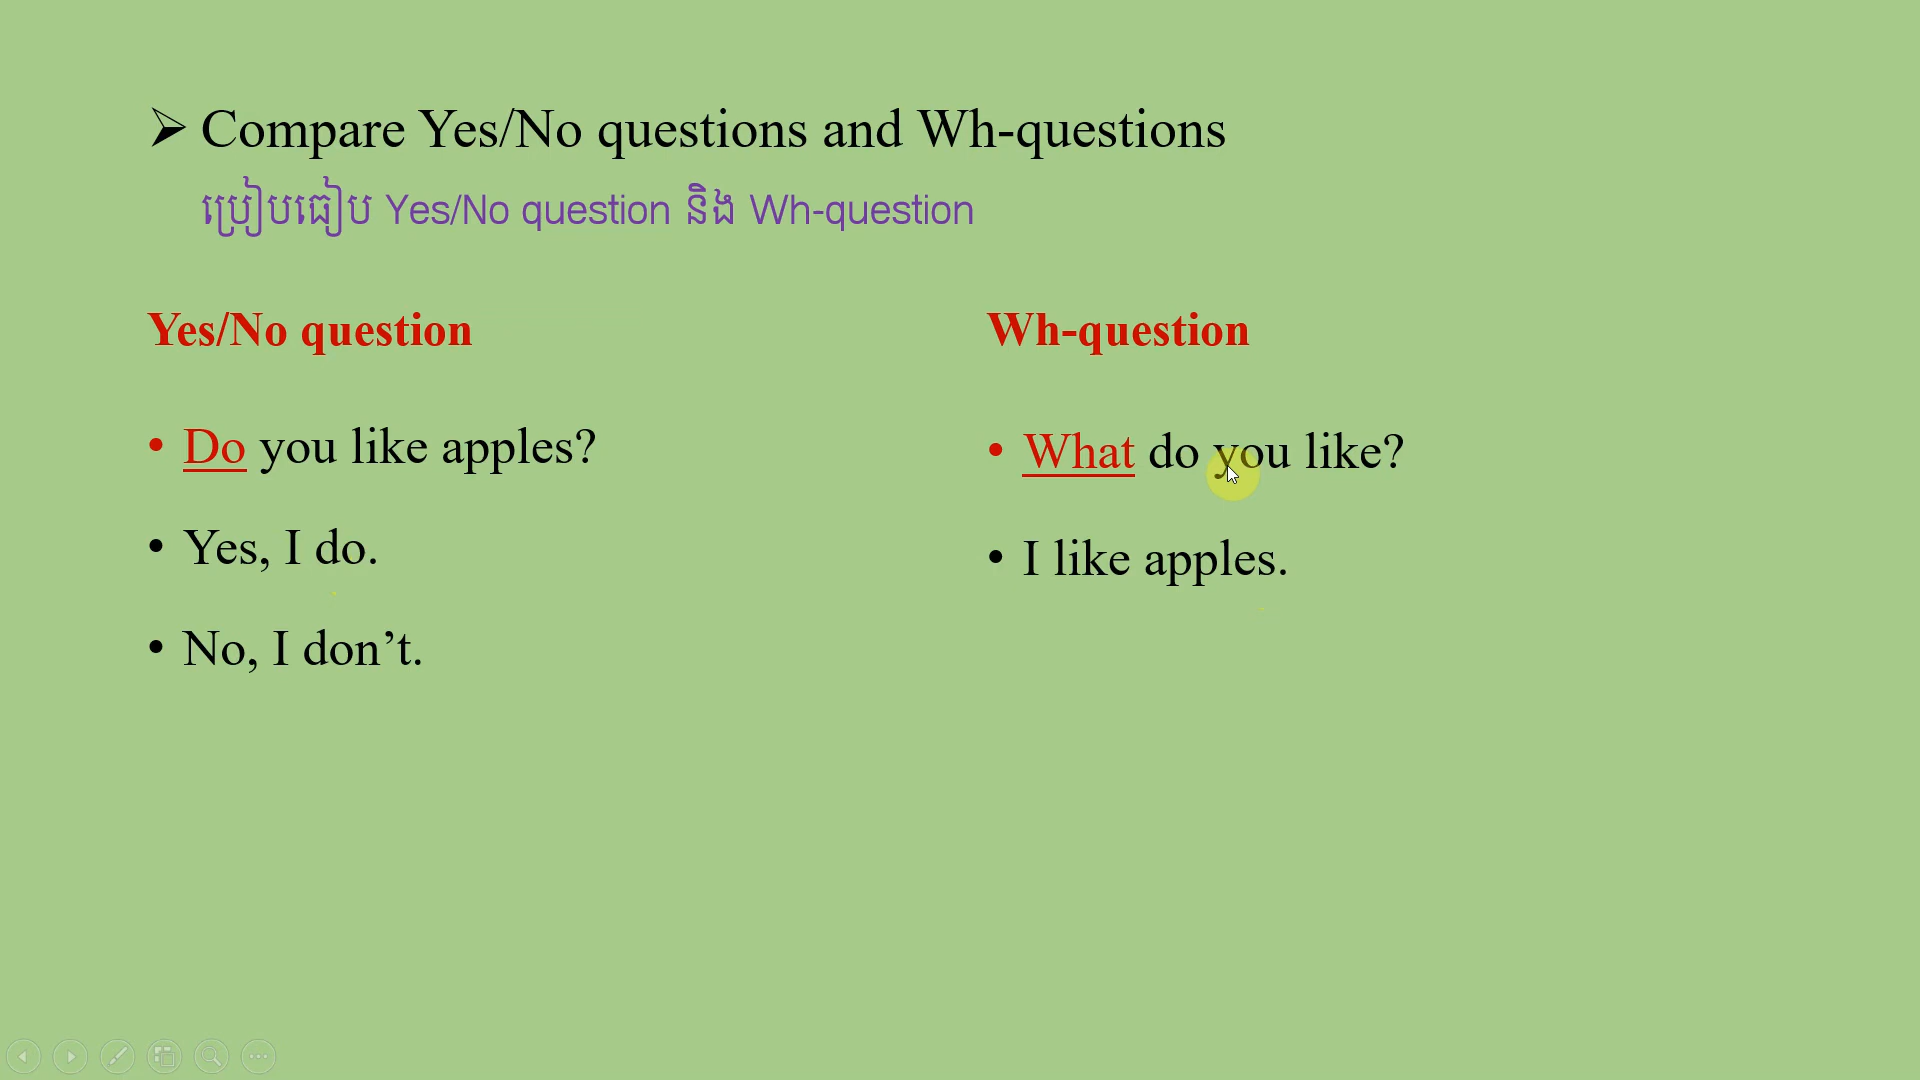 ➢ Compare Yes/No questions and Wh-questions
ប្រៀបធៀប Yes/No question និង Wh-question
Yes/No question
• Do you like apples?
• Yes, I do.
• No, I don’t.
Wh-question
• What do you like?
• I like apples.